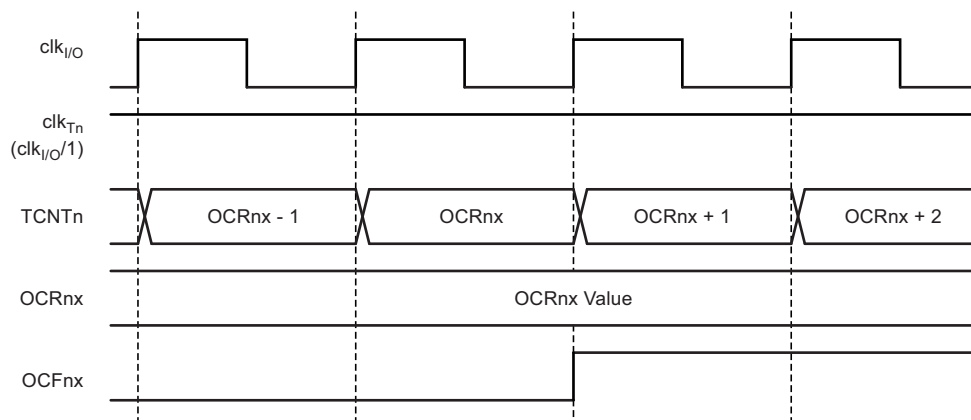 clkI/O
clkTn
(clkI/O/1)
TCNTn
OCRnx - 1
OCRnx
OCRnx + 1
OCRnx + 2
OCRnx
OCRnx Value
OCFnx